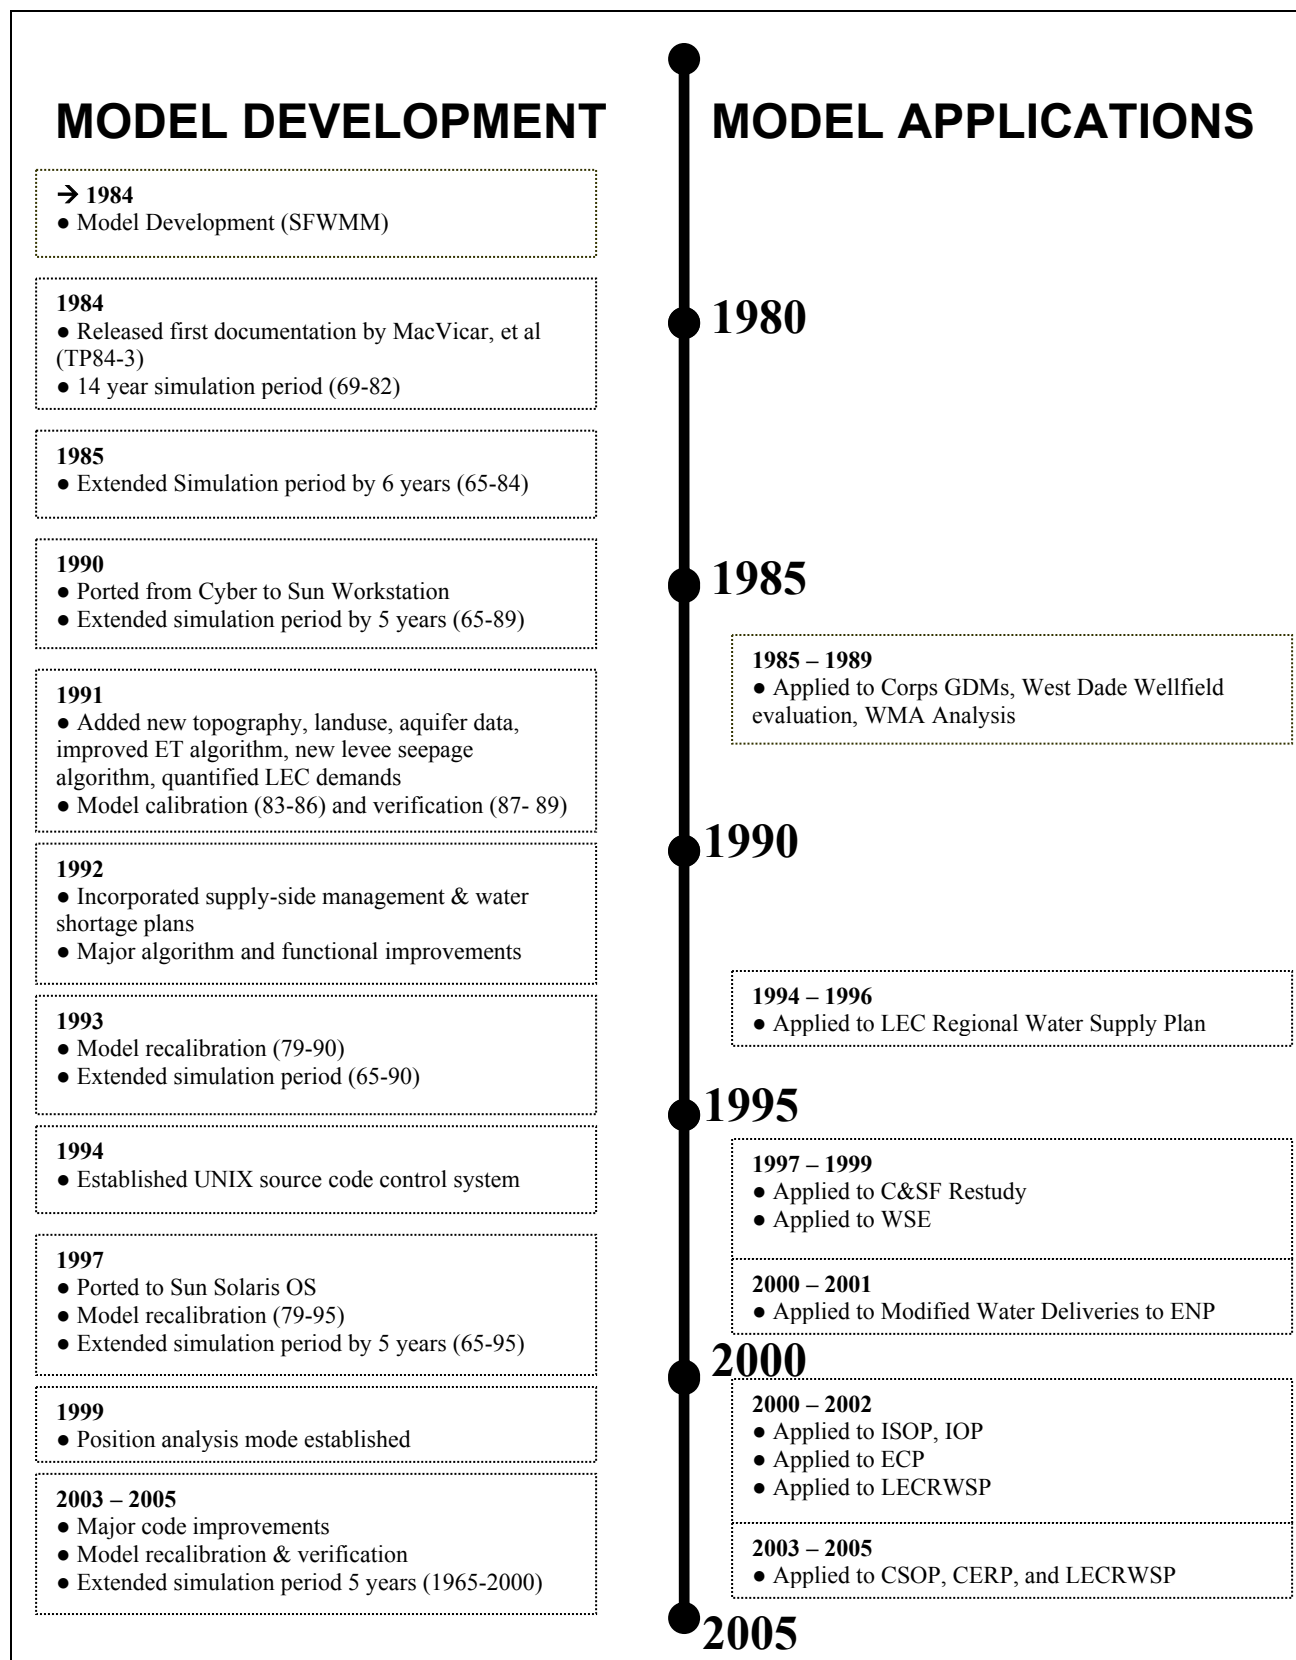 MODEL DEVELOPMENT
→ 1984
● Model Development (SFWMM)
1984
● Released first documentation by MacVicar, et al
(TP84-3)
● 14 year simulation period (69-82)
1985
● Extended Simulation period by 6 years (65-84)
1990
● Ported from Cyber to Sun Workstation
● Extended simulation period by 5 years (65-89)
1991
● Added new topography, landuse, aquifer data,
improved ET algorithm, new levee seepage
algorithm, quantified LEC demands
● Model calibration (83-86) and verification (87- 89)
1992
● Incorporated supply-side management & water
shortage plans
● Major algorithm and functional improvements
1993
● Model recalibration (79-90)
● Extended simulation period (65-90)
1994
● Established UNIX source code control system
1997
● Ported to Sun Solaris OS
● Model recalibration (79-95)
● Extended simulation period by 5 years (65-95)
1999
● Position analysis mode established
2003 – 2005
● Major code improvements
● Model recalibration & verification
● Extended simulation period 5 years (1965-2000)
MODEL APPLICATIONS
1980
1985
1985 – 1989
● Applied to Corps GDMs, West Dade Wellfield
evaluation, WMA Analysis
1990
1994 – 1996
● Applied to LEC Regional Water Supply Plan
1995
1997 – 1999
● Applied to C&SF Restudy
● Applied to WSE
2000 – 2001
● Applied to Modified Water Deliveries to ENP
2000
2000 – 2002
● Applied to ISOP, IOP
● Applied to ECP
● Applied to LECRWSP
2003 – 2005
● Applied to CSOP, CERP, and LECRWSP
2005